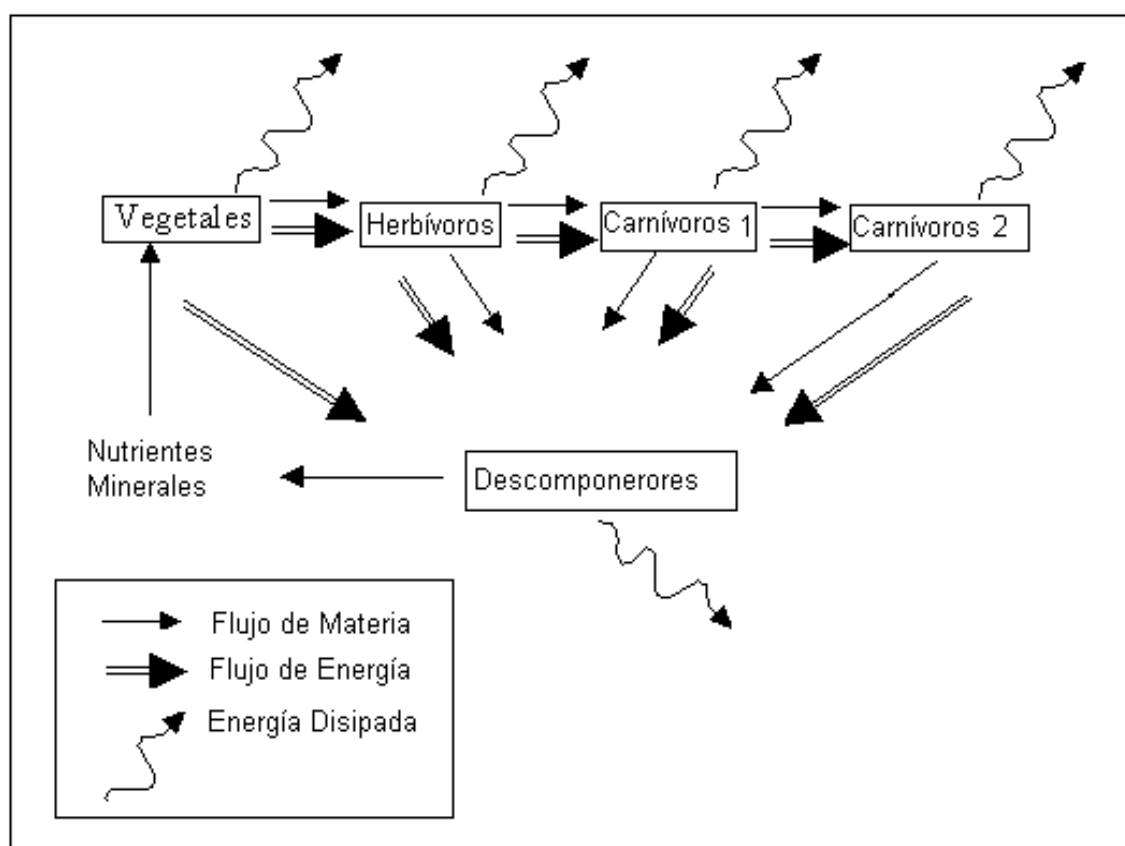 Vegetales
Herbívoros
Carnívoros 1
Carnívoros 2
Nutrientes
Minerales
Descomponerores
Flujo de Materia
Flujo de Energía
Energía Disipada